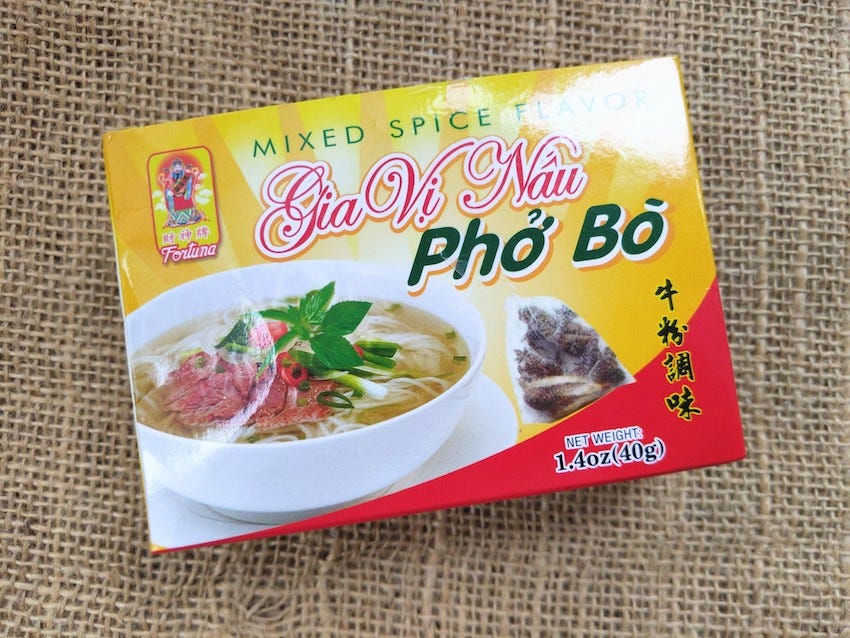 MIXED SPICE FLAVOR
Gia Vị Nấu
Phở Bò
財神牌
Fortuna
牛粉調味
NET WEIGHT:
1.4oz(40g)